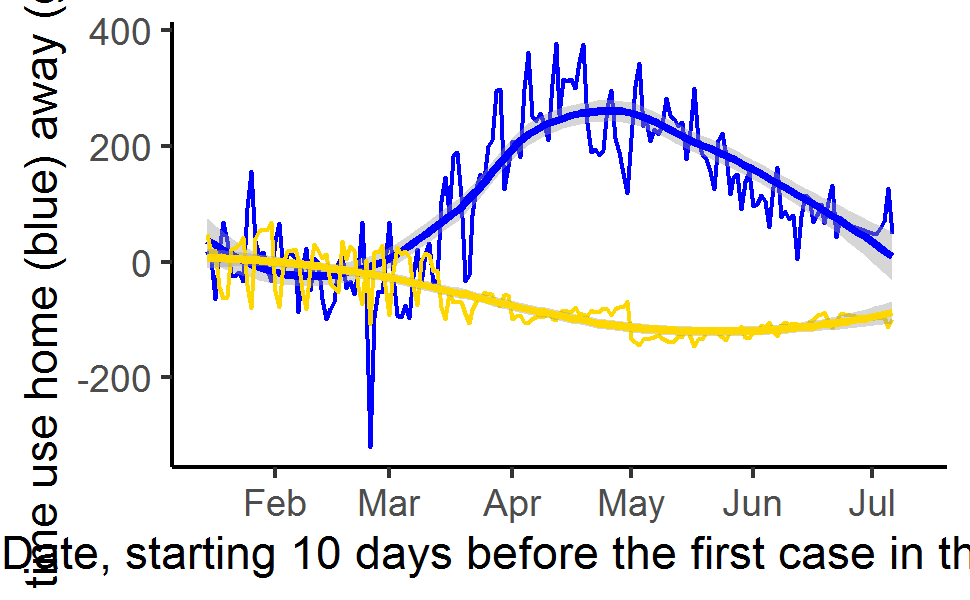 time use home (blue) away (
400
200
0
-200
Feb Mar Apr May Jun Jul
Date, starting 10 days before the first case in th